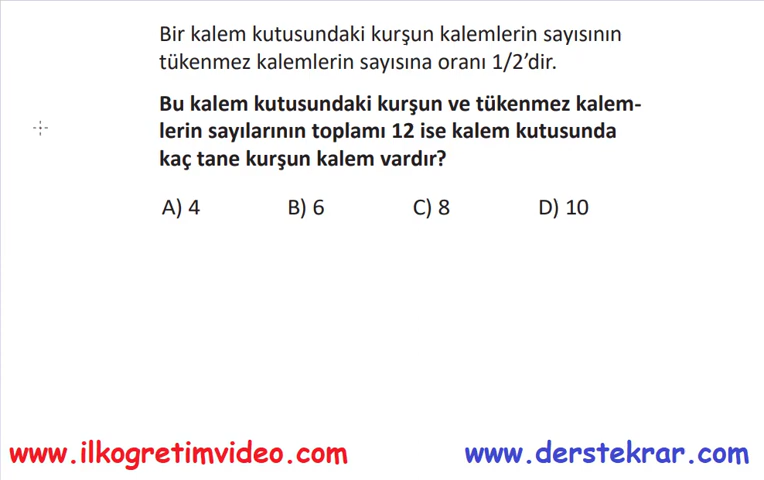 Bir kalem kutusundaki kurşun kalemlerin sayısının
tükenmez kalemlerin sayısına oranı 1/2’dir.
Bu kalem kutusundaki kurşun ve tükenmez kalem-
lerin sayılarının toplamı 12 ise kalem kutusunda
kaç tane kurşun kalem vardır?
A) 4 B) 6 C) 8 D) 10
www.ilkogretimvideo.com www.derstekrar.com